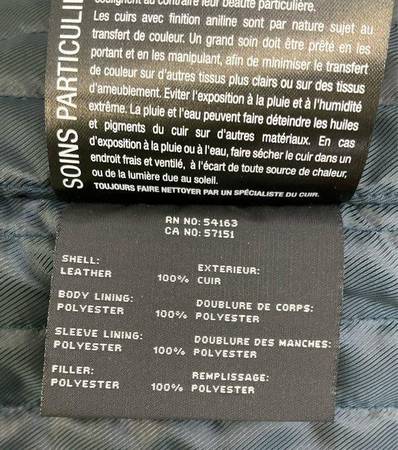 soulignent au contraire leur beauté particulière.
Les cuirs avec finition aniline sont par nature sujet au
transfert de couleur. Un grand soin doit être prêté en les
portant et en les manipulant, afin de minimiser le transfert
de couleur sur d'autres tissus plus clairs ou sur des tissus
d'ameublement. Eviter l'exposition à la pluie et à l'humidité
extrême. La pluie et l'eau peuvent faire déteindre les huiles
et pigments du cuir sur d'autres matériaux. En cas
d'exposition à la pluie ou à l'eau, faire sécher le cuir dans un
endroit frais et ventilé, à l'écart de toute source de chaleur,
ou de la lumière due au soleil.
TOUJOURS FAIRE NETTOYER PAR UN SPÉCIALISTE DU CUIR.
SOINS PARTICULI
RN NO: 54163
CA NO: 57151
SHELL: EXTERIEUR:
LEATHER 100% CUIR
BODY LINING: DOUBLURE DE CORPS:
POLYESTER 100% POLYESTER
SLEEVE LINING: DOUBLURE DES MANCHES:
POLYESTER 100% POLYESTER
FILLER: REMPLISSAGE:
POLYESTER 100% POLYESTER